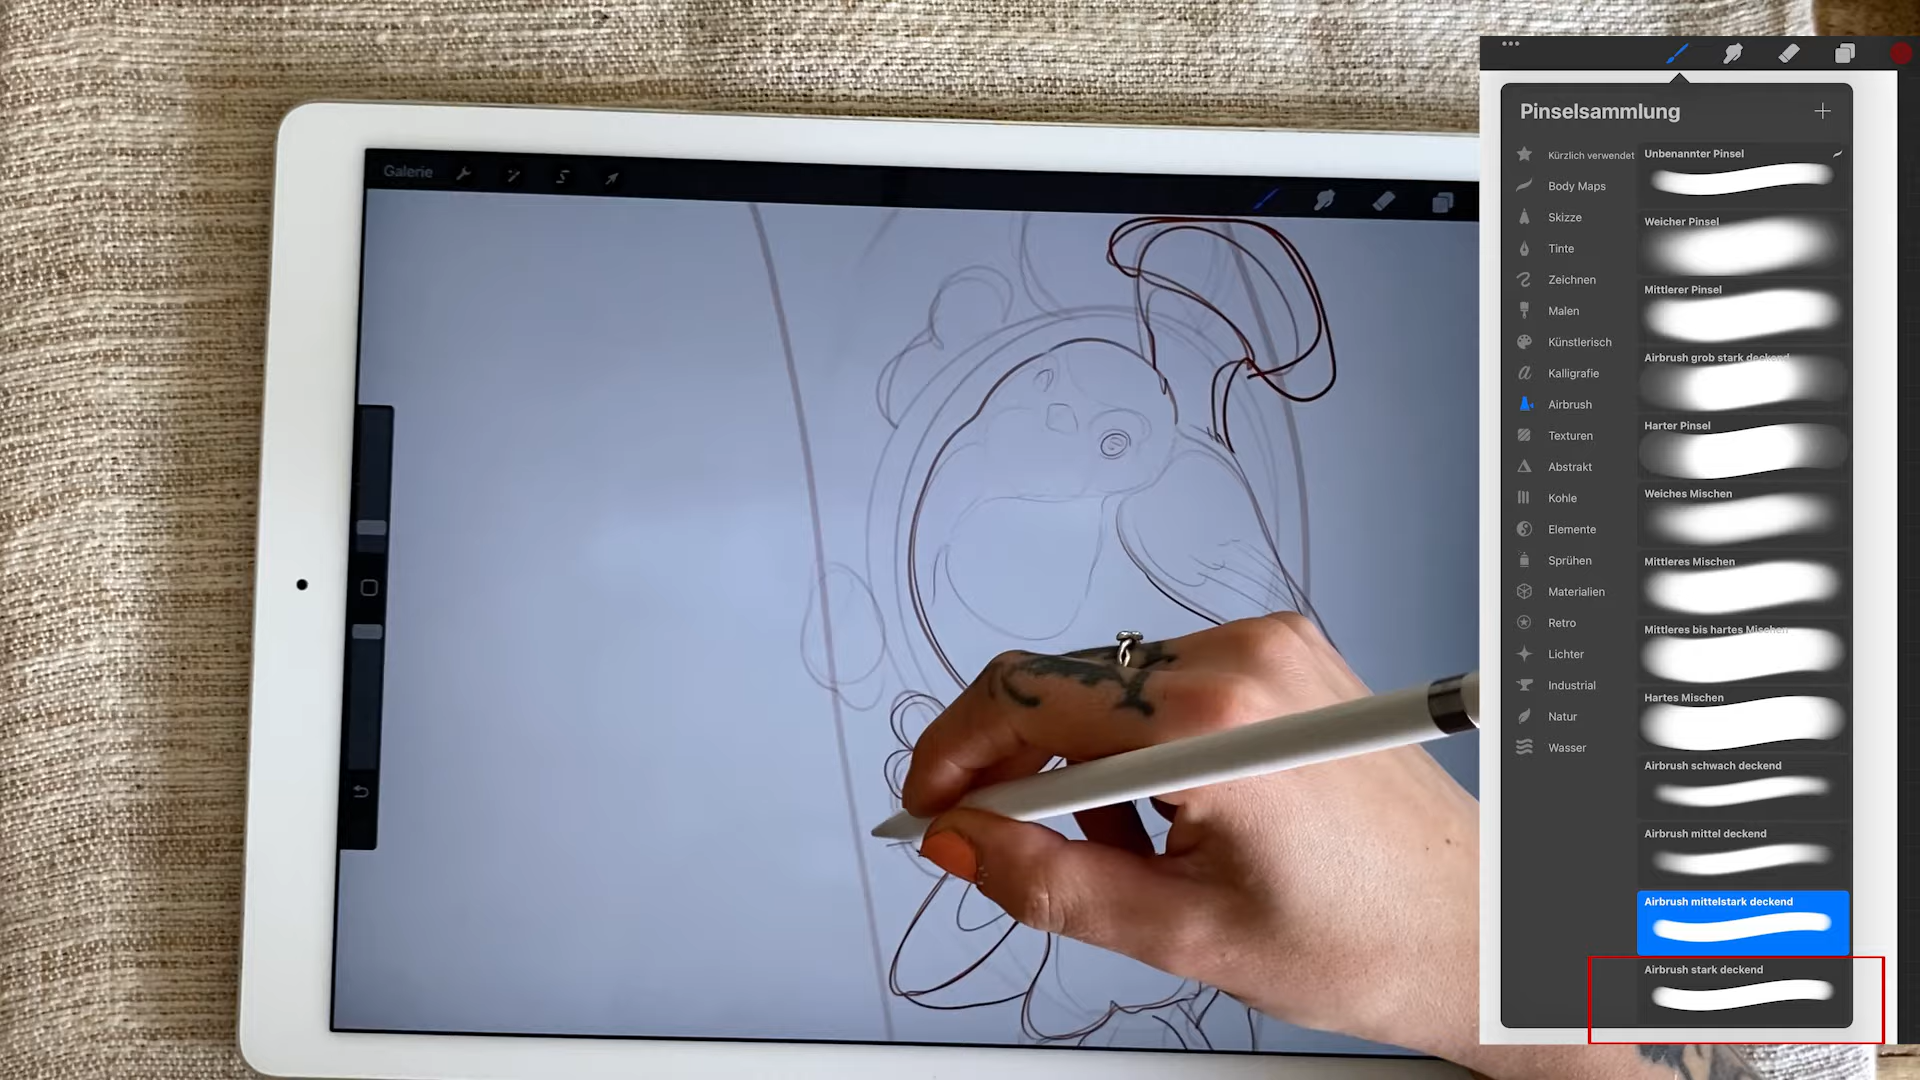 Galerie
Pinselsammlung
Kürzlich verwendet
Body Maps
Skizze
Tinte
Zeichnen
Malen
Künstlerisch
Kalligrafie
Airbrush
Texturen
Abstrakt
Kohle
Elemente
Sprühen
Materialien
Retro
Lichter
Industrial
Natur
Wasser
Unbenannter Pinsel
Weicher Pinsel
Mittlerer Pinsel
Airbrush grob stark deckend
Harter Pinsel
Weiches Mischen
Mittleres Mischen
Mittleres bis hartes Mischen
Hartes Mischen
Airbrush schwach deckend
Airbrush mittel deckend
Airbrush mittelstark deckend
Airbrush stark deckend